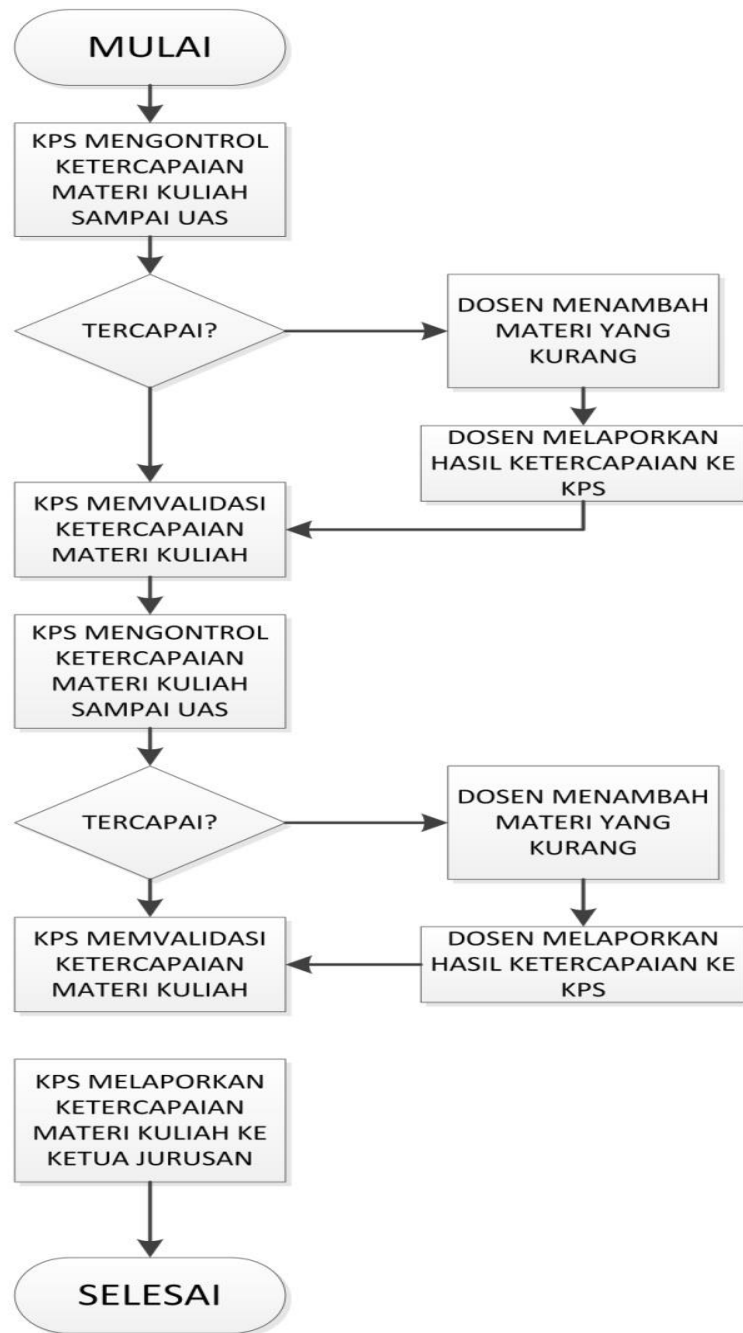 MULAI
KPS MENGONTROL
KETERCAPAIAN
MATERI KULIAH
SAMPAI UAS
TERCAPAI?
DOSEN MENAMBAH
MATERI YANG
KURANG
DOSEN MELAPORKAN
HASIL KETERCAPAIAN KE
KPS
KPS MEMVALIDASI
KETERCAPAIAN
MATERI KULIAH
KPS MENGONTROL
KETERCAPAIAN
MATERI KULIAH
SAMPAI UAS
TERCAPAI?
DOSEN MENAMBAH
MATERI YANG
KURANG
DOSEN MELAPORKAN
HASIL KETERCAPAIAN KE
KPS
KPS MEMVALIDASI
KETERCAPAIAN
MATERI KULIAH
KPS MELAPORKAN
KETERCAPAIAN
MATERI KULIAH KE
KETUA JURUSAN
SELESAI